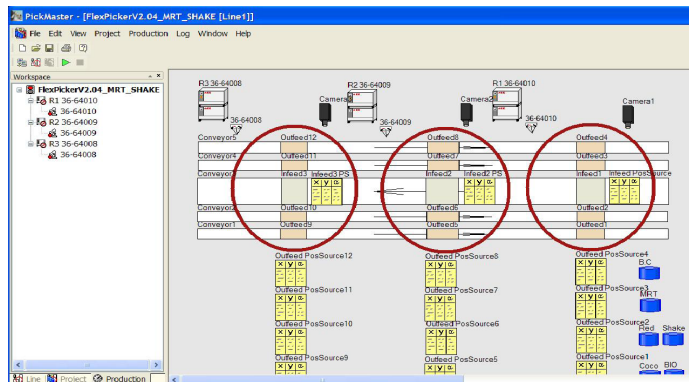 PickMaster - [FlexPickerV2.04_MRT_SHAKE [Line1]]
File Edit View Project Production Log Window Help
Workspace
FlexPickerV2.04_MRT_SHAKE
R1 36-64010
36-64010
R2 36-64009
36-64009
R3 36-64008
36-64008
R3 36-64008
R2 36-64009
R1 36-64010
Camera2
Camera1
36-64008
36-64009
36-64010
Conveyor5 Outfeed12 Outfeed8 Outfeed4
Conveyor4 Outfeed11 Outfeed7 Outfeed3
Infeed3 Infeed3 PS Infeed2 Infeed2 PS Infeed1 Infeed PosSource
x y α x y α x y α
Conveyor2 Outfeed10 Outfeed6 Outfeed2
Conveyor1 Outfeed9 Outfeed5 Outfeed1
Outfeed PosSource12 Outfeed PosSource8 Outfeed PosSource4
x y α x y α x y α B.C
Outfeed PosSource11 Outfeed PosSource7 Outfeed PosSource3
x y α x y α x y α MRT
Outfeed PosSource10 Outfeed PosSource6 Outfeed PosSource2
x y α x y α x y α Red Shake
Outfeed PosSource9 Outfeed PosSource5 Outfeed PosSource1
x y α x y α x y α Coco BIO
Line Project Production